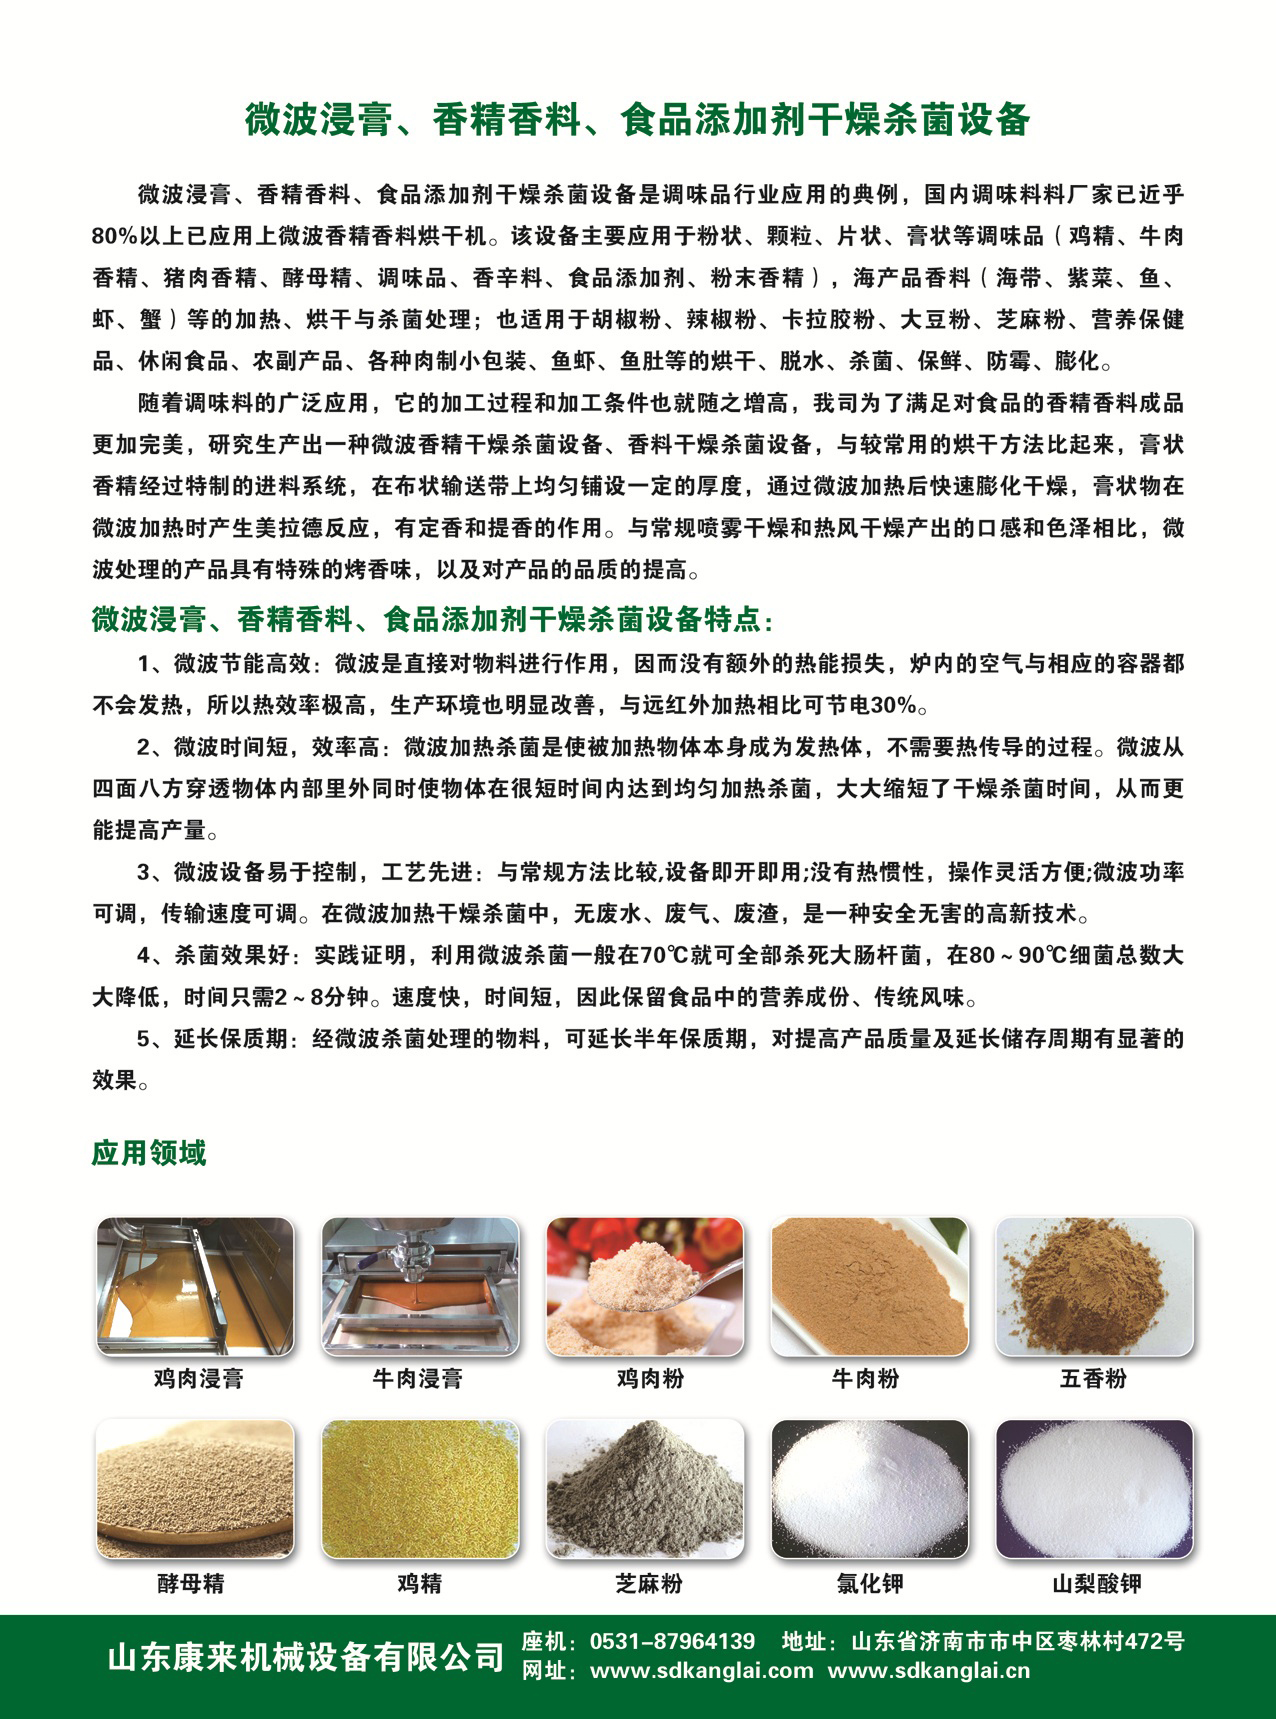 微波浸膏、香精香料、食品添加剂干燥杀菌设备
微波浸膏、香精香料、食品添加剂干燥杀菌设备是调味品行业应用的典例，国内调味料料厂家已近乎
80%以上已应用上微波香精香料烘干机。该设备主要应用于粉状、颗粒、片状、膏状等调味品（鸡精、牛肉
香精、猪肉香精、酵母精、调味品、香辛料、食品添加剂、粉末香精），海产品香料（海带、紫菜、鱼、
虾、蟹）等的加热、烘干与杀菌处理；也适用于胡椒粉、辣椒粉、卡拉胶粉、大豆粉、芝麻粉、营养保健
品、休闲食品、农副产品、各种肉制小包装、鱼虾、鱼肚等的烘干、脱水、杀菌、保鲜、防霉、膨化。
随着调味料的广泛应用，它的加工过程和加工条件也就随之增高，我司为了满足对食品的香精香料成品
更加完美，研究生产出一种微波香精干燥杀菌设备、香料干燥杀菌设备，与较常用的烘干方法比起来，膏状
香精经过特制的进料系统，在布状输送带上均匀铺设一定的厚度，通过微波加热后快速膨化干燥，膏状物在
微波加热时产生美拉德反应，有定香和提香的作用。与常规喷雾干燥和热风干燥产出的口感和色泽相比，微
波处理的产品具有特殊的烤香味，以及对产品的品质的提高。
微波浸膏、香精香料、食品添加剂干燥杀菌设备特点：
1、微波节能高效：微波是直接对物料进行作用，因而没有额外的热能损失，炉内的空气与相应的容器都
不会发热，所以热效率极高，生产环境也明显改善，与远红外加热相比可节电30%。
2、微波时间短，效率高：微波加热杀菌是使被加热物体本身成为发热体，不需要热传导的过程。微波从
四面八方穿透物体内部里外同时使物体在很短时间内达到均匀加热杀菌，大大缩短了干燥杀菌时间，从而更
能提高产量。
3、微波设备易于控制，工艺先进：与常规方法比较,设备即开即用;没有热惯性，操作灵活方便;微波功率
可调，传输速度可调。在微波加热干燥杀菌中，无废水、废气、废渣，是一种安全无害的高新技术。
4、杀菌效果好：实践证明，利用微波杀菌一般在70℃就可全部杀死大肠杆菌，在80～90℃细菌总数大
大降低，时间只需2～8分钟。速度快，时间短，因此保留食品中的营养成份、传统风味。
5、延长保质期：经微波杀菌处理的物料，可延长半年保质期，对提高产品质量及延长储存周期有显著的
效果。
应用领域
鸡肉浸膏 牛肉浸膏 鸡肉粉 牛肉粉 五香粉
酵母精 鸡精 芝麻粉 氯化钾 山梨酸钾
山东康来机械设备有限公司
座机：0531-87964139 地址：山东省济南市市中区枣林村472号
网址：www.sdkanglai.com www.sdkanglai.cn